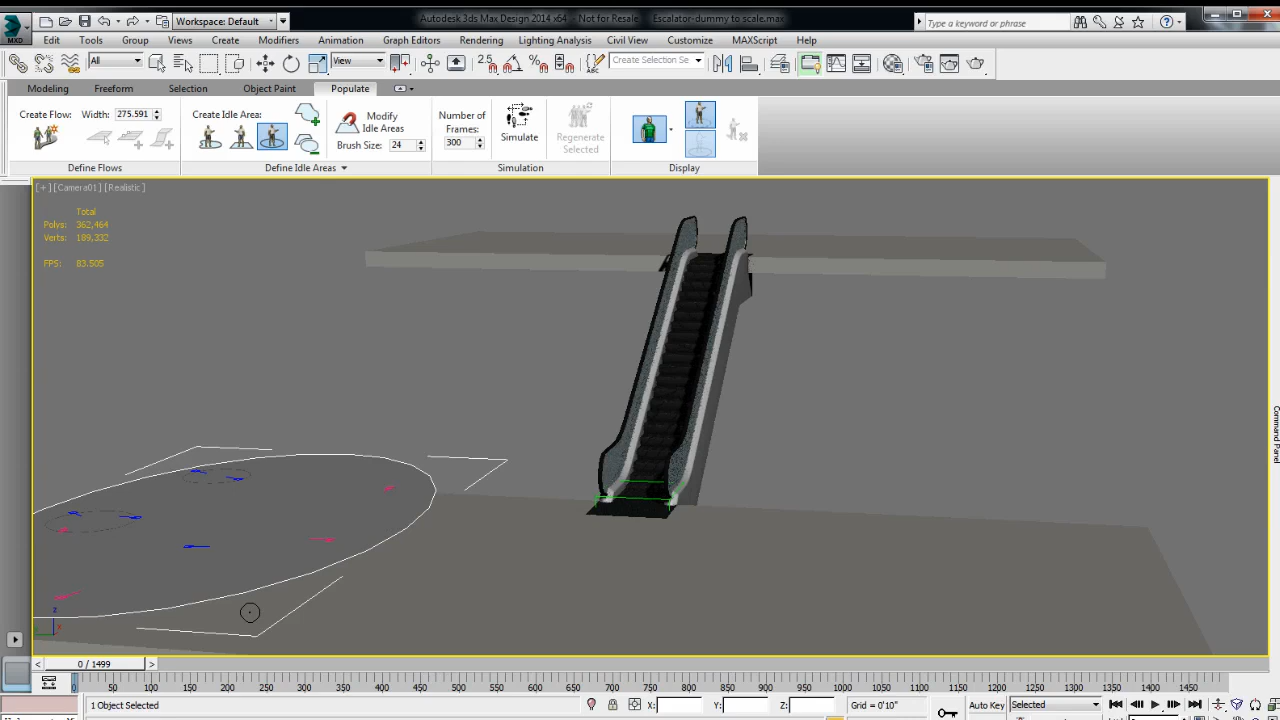 MXD
Workspace: Default
Autodesk 3ds Max Design 2014 x64 - Not for Resale Escalator-dummy to scale.max
Type a keyword or phrase
Edit Tools Group Views Create Modifiers Animation Graph Editors Rendering Lighting Analysis Civil View Customize MAXScript Help
All View 2.5 % ABC Create Selection Se
Modeling Freeform Selection Object Paint Populate
Create Flow: Width: 275.591
Create Idle Area:
Modify
Idle Areas
Brush Size: 24
Number of
Frames:
300
Simulate
Regenerate
Selected
Define Flows Define Idle Areas Simulation Display
[+] [Camera01] [Realistic]
Total
Polys: 362,464
Verts: 189,332
FPS: 83.505
Command Panel
z
x
< 0 / 1499 >
0 50 100 150 200 250 300 350 400 450 500 550 600 650 700 750 800 850 900 950 1000 1050 1100 1150 1200 1250 1300 1350 1400 1450
1 Object Selected X: Y: Z: Grid = 0'10" Auto Key Selected